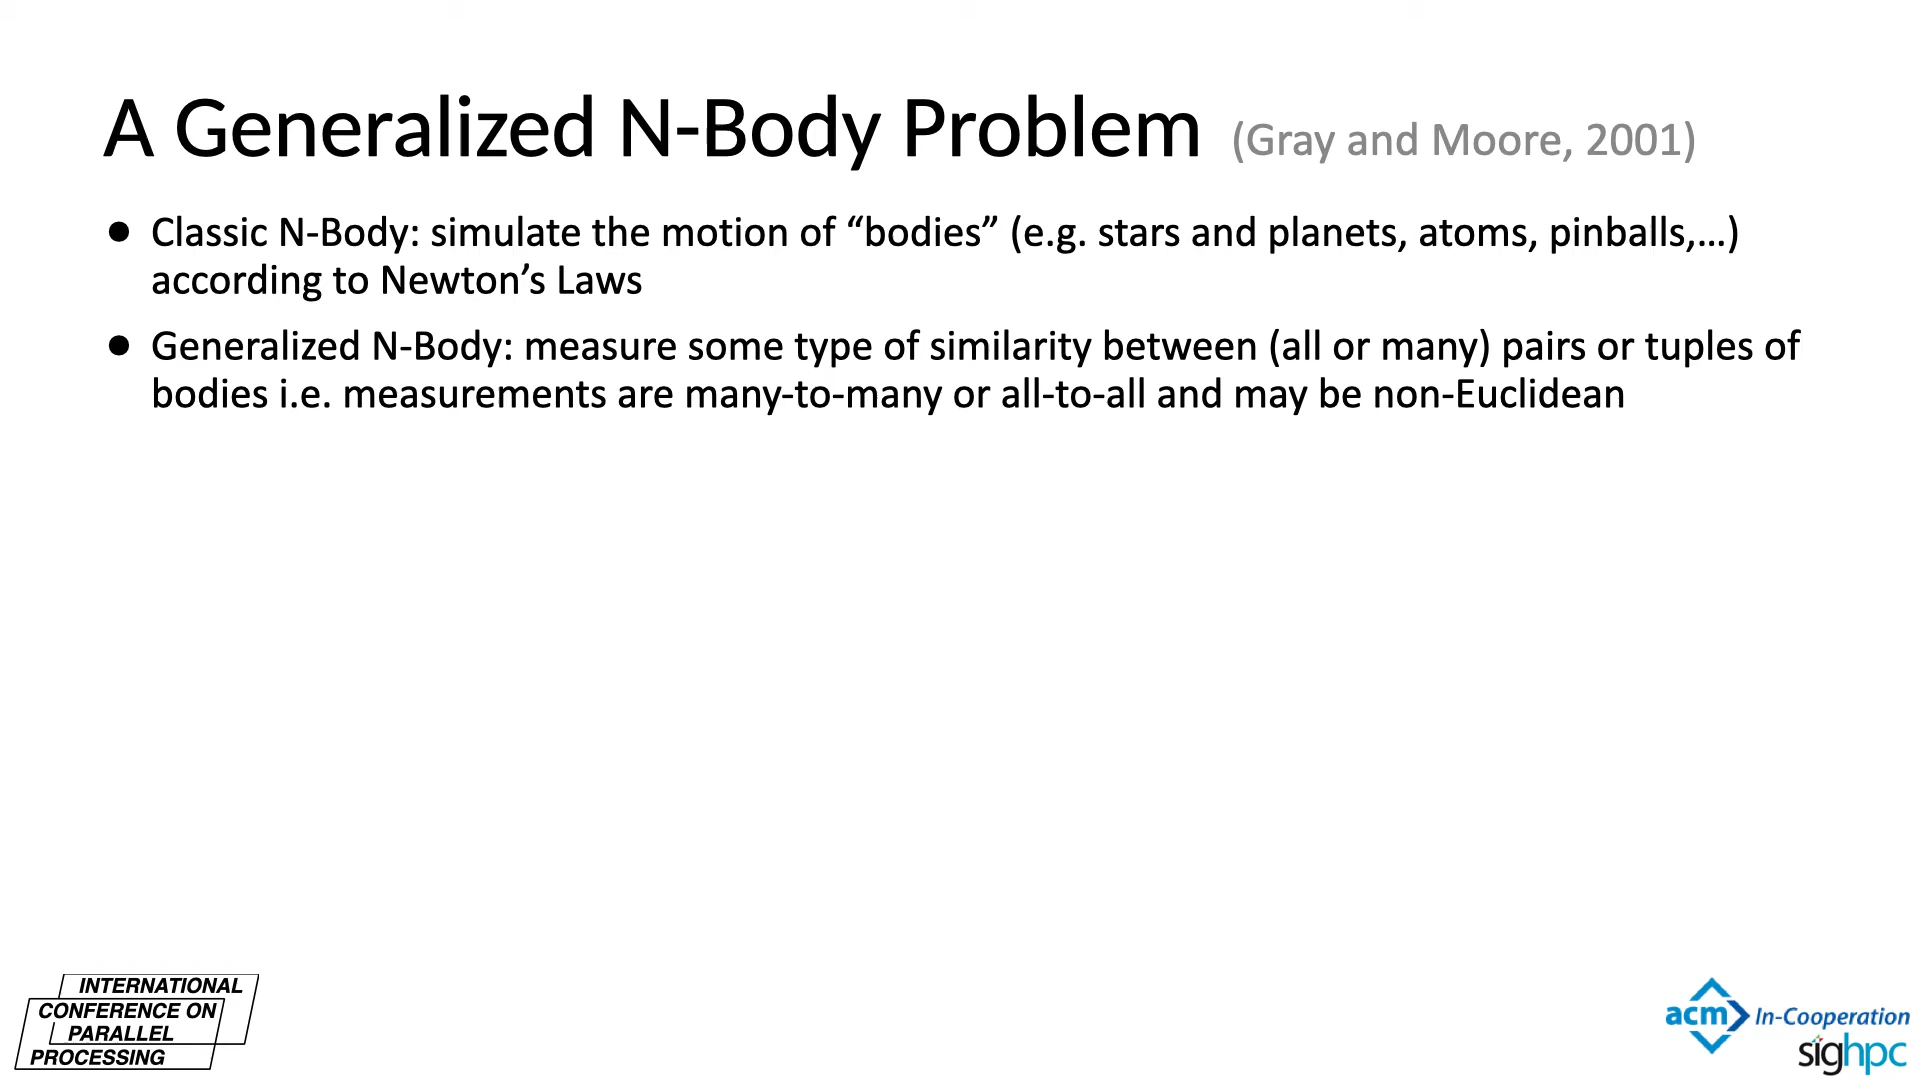 A Generalized N-Body Problem (Gray and Moore, 2001)
● Classic N-Body: simulate the motion of “bodies” (e.g. stars and planets, atoms, pinballs,…)
according to Newton’s Laws
● Generalized N-Body: measure some type of similarity between (all or many) pairs or tuples of
bodies i.e. measurements are many-to-many or all-to-all and may be non-Euclidean
INTERNATIONAL
CONFERENCE ON
PARALLEL
PROCESSING
acm In-Cooperation
sighpc